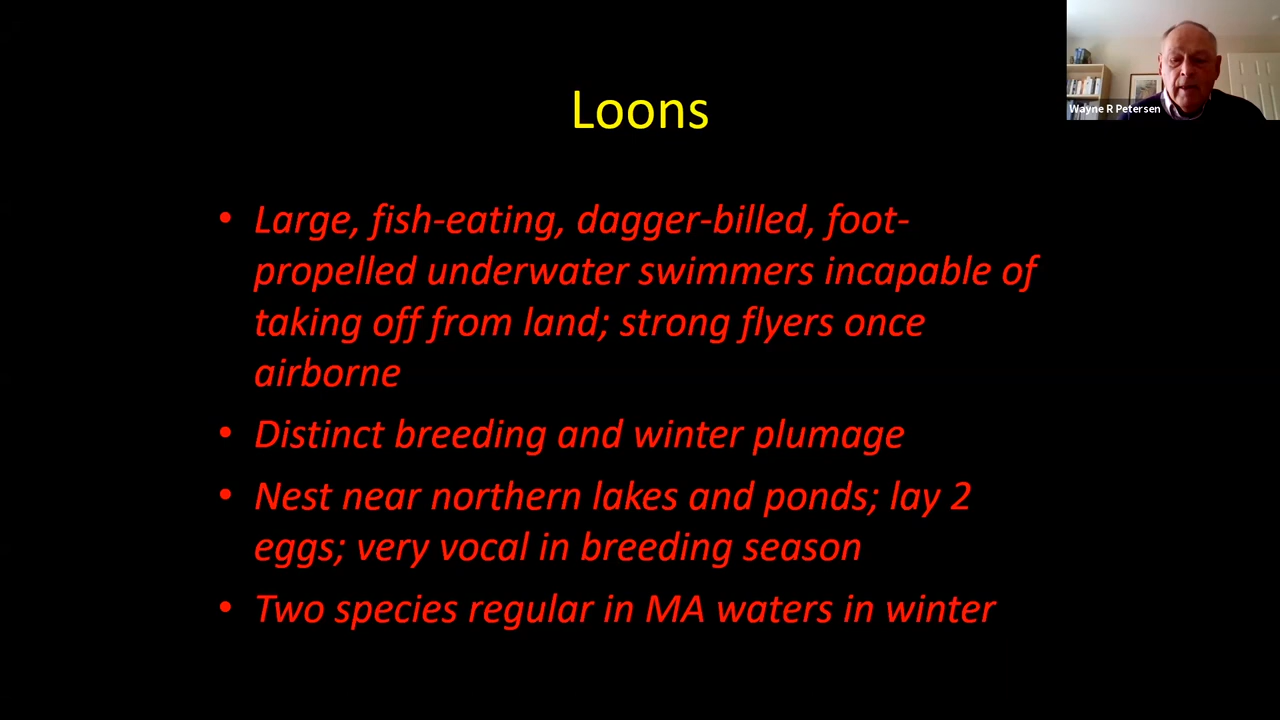 Loons
Wayne R Petersen
• Large, fish-eating, dagger-billed, foot-
propelled underwater swimmers incapable of
taking off from land; strong flyers once
airborne
• Distinct breeding and winter plumage
• Nest near northern lakes and ponds; lay 2
eggs; very vocal in breeding season
• Two species regular in MA waters in winter